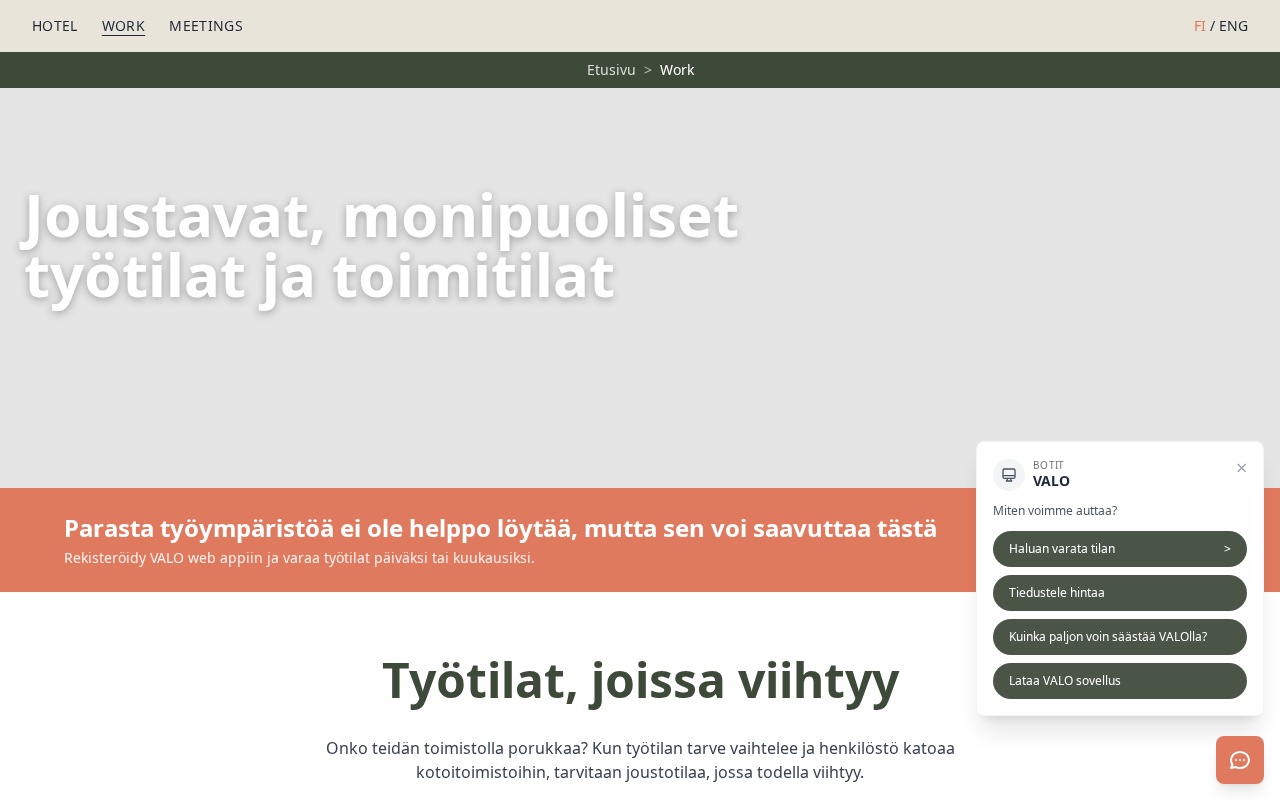 HOTEL WORK MEETINGS FI / ENG
Etusivu > Work
Joustavat, monipuoliset
työtilat ja toimitilat
Parasta työympäristöä ei ole helppo löytää, mutta sen voi saavuttaa tästä
Rekisteröidy VALO web appiin ja varaa työtilat päiväksi tai kuukausiksi.
Työtilat, joissa viihtyy
Onko teidän toimistolla porukkaa? Kun työtilan tarve vaihtelee ja henkilöstö katoaa
kotoitoimistoihin, tarvitaan joustotilaa, jossa todella viihtyy.
BOTIT
VALO
Miten voimme auttaa?
Haluan varata tilan >
Tiedustele hintaa
Kuinka paljon voin säästää VALOlla?
Lataa VALO sovellus